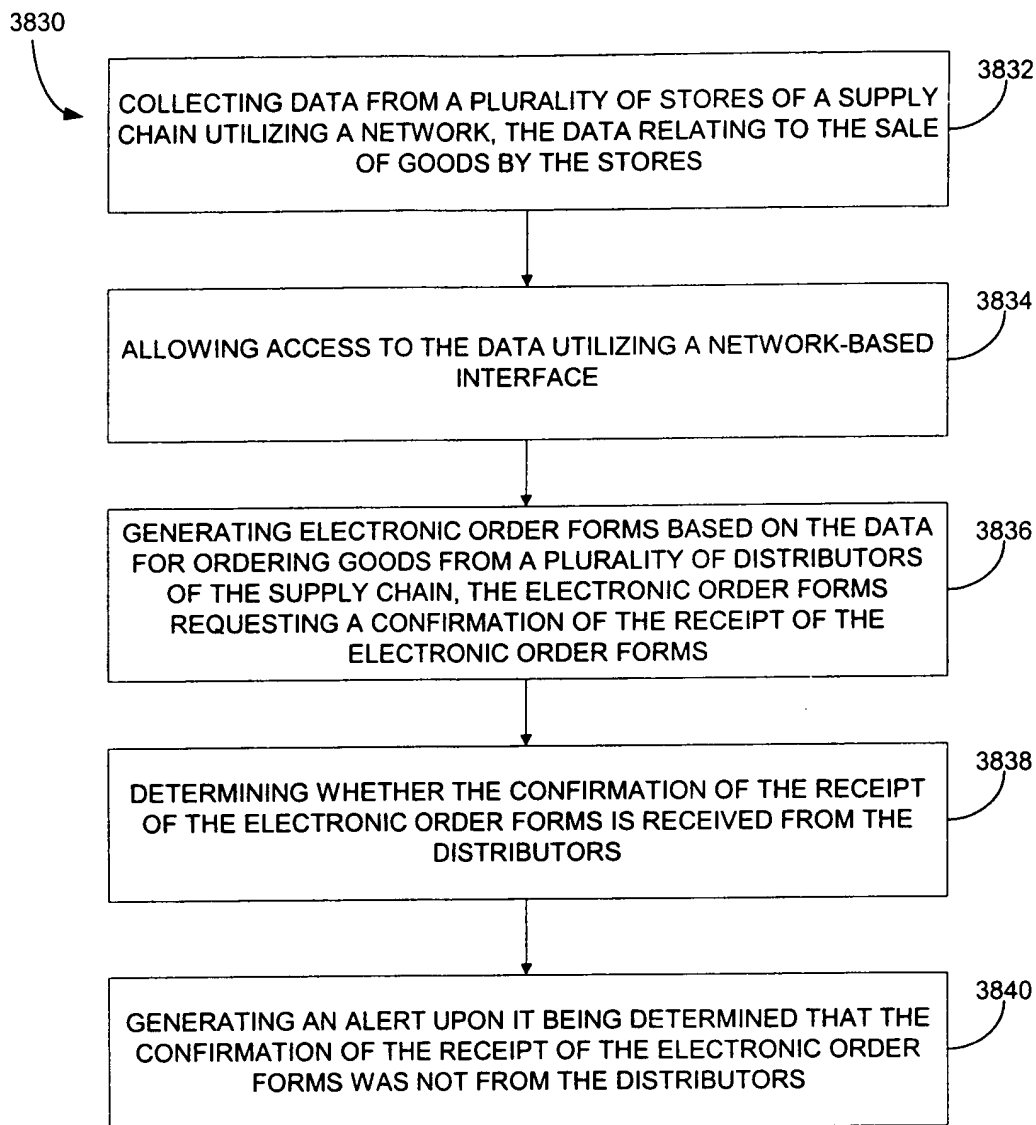 3830
3832
COLLECTING DATA FROM A PLURALITY OF STORES OF A SUPPLY
CHAIN UTILIZING A NETWORK, THE DATA RELATING TO THE SALE
OF GOODS BY THE STORES
3834
ALLOWING ACCESS TO THE DATA UTILIZING A NETWORK-BASED
INTERFACE
3836
GENERATING ELECTRONIC ORDER FORMS BASED ON THE DATA
FOR ORDERING GOODS FROM A PLURALITY OF DISTRIBUTORS
OF THE SUPPLY CHAIN, THE ELECTRONIC ORDER FORMS
REQUESTING A CONFIRMATION OF THE RECEIPT OF THE
ELECTRONIC ORDER FORMS
3838
DETERMINING WHETHER THE CONFIRMATION OF THE RECEIPT
OF THE ELECTRONIC ORDER FORMS IS RECEIVED FROM THE
DISTRIBUTORS
3840
GENERATING AN ALERT UPON IT BEING DETERMINED THAT THE
CONFIRMATION OF THE RECEIPT OF THE ELECTRONIC ORDER
FORMS WAS NOT FROM THE DISTRIBUTORS